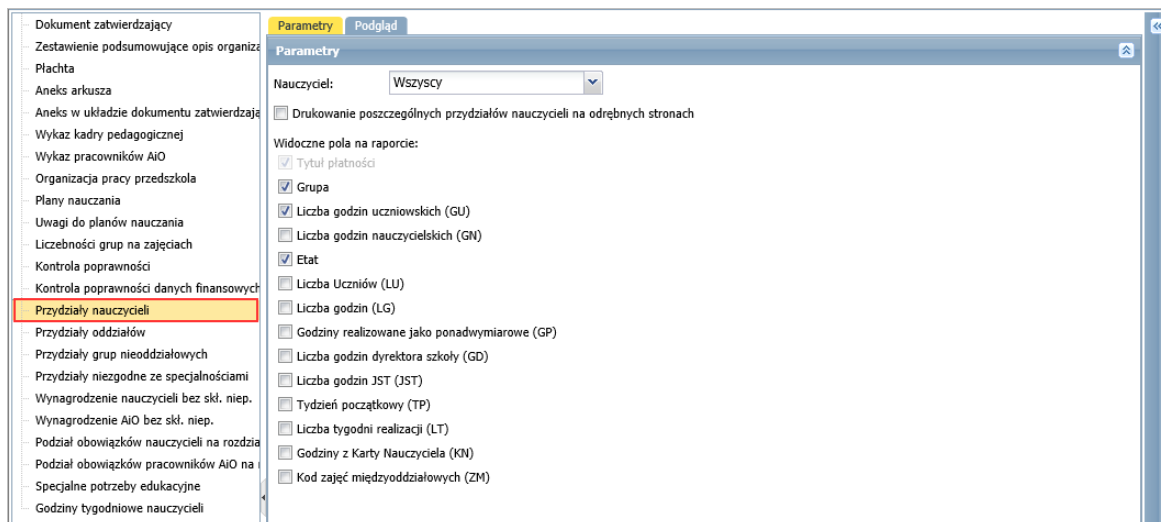 Dokument zatwierdzający
Zestawienie podsumowujące opis organiza
Płachta
Aneks arkusza
Aneks w układzie dokumentu zatwierdzają
Wykaz kadry pedagogicznej
Wykaz pracowników AiO
Organizacja pracy przedszkola
Plany nauczania
Uwagi do planów nauczania
Liczebności grup na zajęciach
Kontrola poprawności
Kontrola poprawności danych finansowych
Przydziały nauczycieli
Przydziały oddziałów
Przydziały grup nieoddziałowych
Przydziały niezgodne ze specjalnościami
Wynagrodzenie nauczycieli bez skł. niep.
Wynagrodzenie AiO bez skł. niep.
Podział obowiązków nauczycieli na rozdzia
Podział obowiązków pracowników AiO na
Specjalne potrzeby edukacyjne
Godziny tygodniowe nauczycieli
Parametry Podgląd
Parametry
Nauczyciel: Wszyscy
Drukowanie poszczególnych przydziałów nauczycieli na odrębnych stronach
Widoczne pola na raporcie:
Tytuł płatności
Grupa
Liczba godzin uczniowskich (GU)
Liczba godzin nauczycielskich (GN)
Etat
Liczba Uczniów (LU)
Liczba godzin (LG)
Godziny realizowane jako ponadwymiarowe (GP)
Liczba godzin dyrektora szkoły (GD)
Liczba godzin JST (JST)
Tydzień początkowy (TP)
Liczba tygodni realizacji (LT)
Godziny z Karty Nauczyciela (KN)
Kod zajęć międzyoddziałowych (ZM)